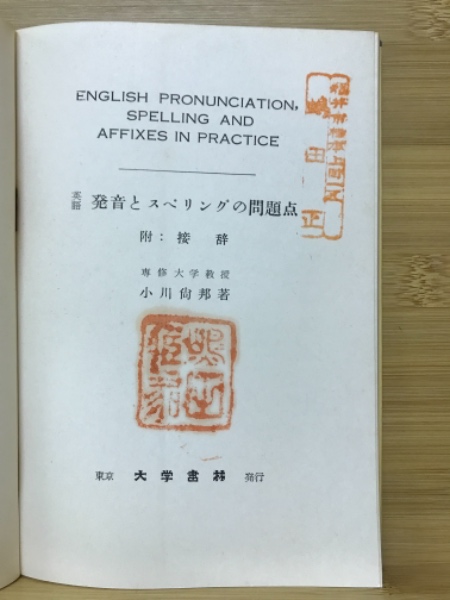 ENGLISH PRONUNCIATION,
SPELLING AND
AFFIXES IN PRACTICE
英語 発音とスペリングの問題点
附: 接辞
専修大学教授
小川尙邦著
東京 大学書林 発行